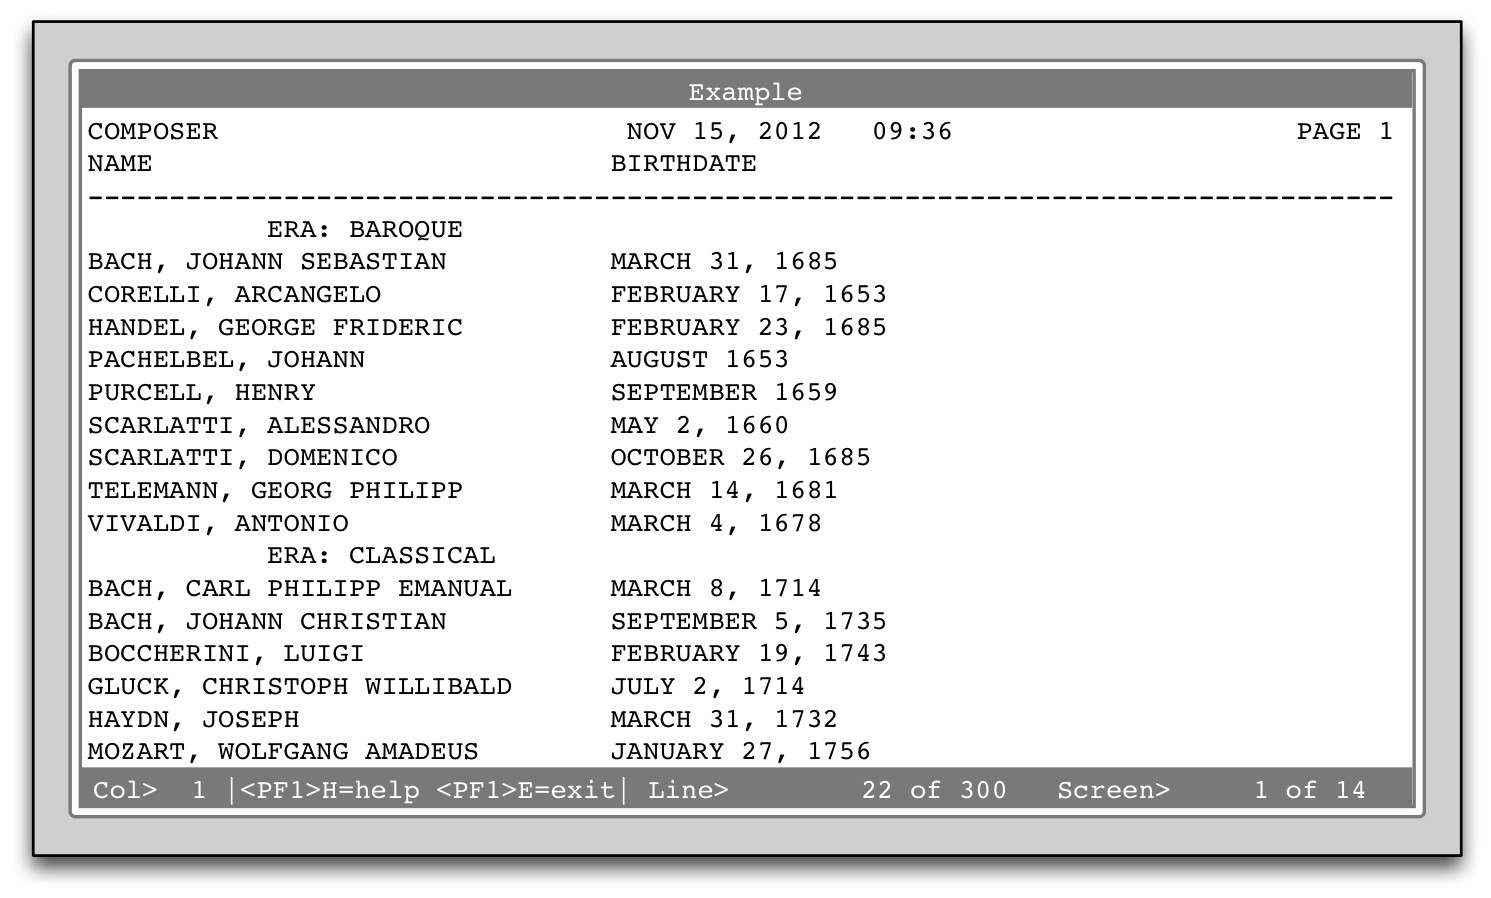 Example
COMPOSER NOV 15, 2012 09:36 PAGE 1
NAME BIRTHDATE
--------------------------------------------------------------------------------
ERA: BAROQUE
BACH, JOHANN SEBASTIAN MARCH 31, 1685
CORELLI, ARCANGELO FEBRUARY 17, 1653
HANDEL, GEORGE FRIDERIC FEBRUARY 23, 1685
PACHELBEL, JOHANN AUGUST 1653
PURCELL, HENRY SEPTEMBER 1659
SCARLATTI, ALESSANDRO MAY 2, 1660
SCARLATTI, DOMENICO OCTOBER 26, 1685
TELEMANN, GEORG PHILIPP MARCH 14, 1681
VIVALDI, ANTONIO MARCH 4, 1678
ERA: CLASSICAL
BACH, CARL PHILIPP EMANUAL MARCH 8, 1714
BACH, JOHANN CHRISTIAN SEPTEMBER 5, 1735
BOCCHERINI, LUIGI FEBRUARY 19, 1743
GLUCK, CHRISTOPH WILLIBALD JULY 2, 1714
HAYDN, JOSEPH MARCH 31, 1732
MOZART, WOLFGANG AMADEUS JANUARY 27, 1756
Col> 1 |<PF1>H=help <PF1>E=exit| Line> 22 of 300 Screen> 1 of 14